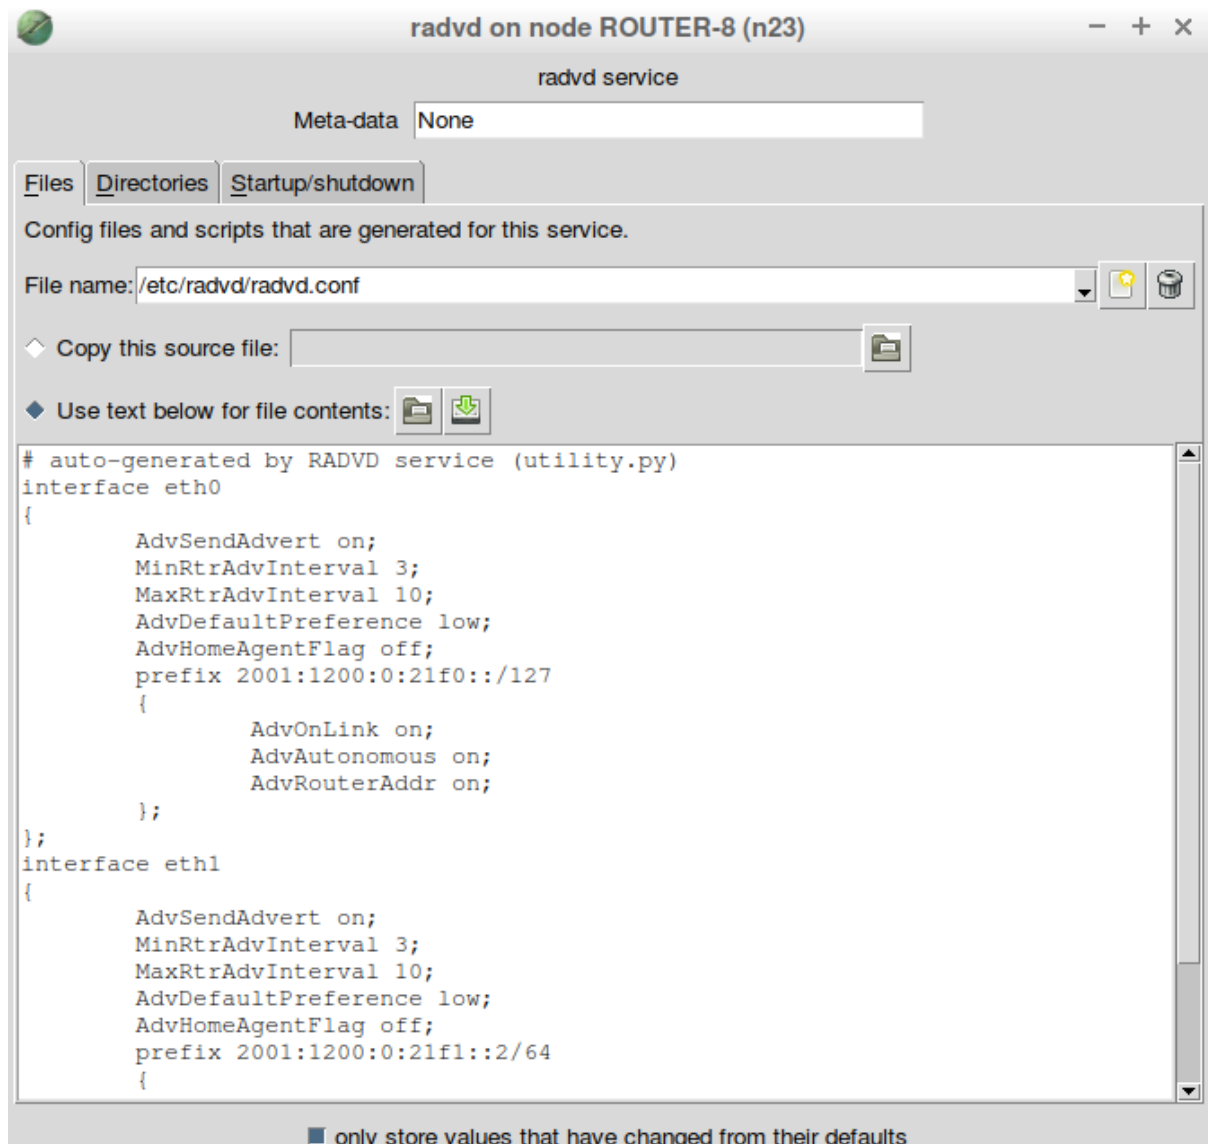 radvd on node ROUTER-8 (n23)
radvd service
Meta-data None
Files Directories Startup/shutdown
Config files and scripts that are generated for this service.
File name: /etc/radvd/radvd.conf
Copy this source file:
Use text below for file contents:
# auto-generated by RADVD service (utility.py)
interface eth0
{
AdvSendAdvert on;
MinRtrAdvInterval 3;
MaxRtrAdvInterval 10;
AdvDefaultPreference low;
AdvHomeAgentFlag off;
prefix 2001:1200:0:21f0::/127
{
AdvOnLink on;
AdvAutonomous on;
AdvRouterAddr on;
};
};
interface eth1
{
AdvSendAdvert on;
MinRtrAdvInterval 3;
MaxRtrAdvInterval 10;
AdvDefaultPreference low;
AdvHomeAgentFlag off;
prefix 2001:1200:0:21f1::2/64
{
only store values that have changed from their defaults